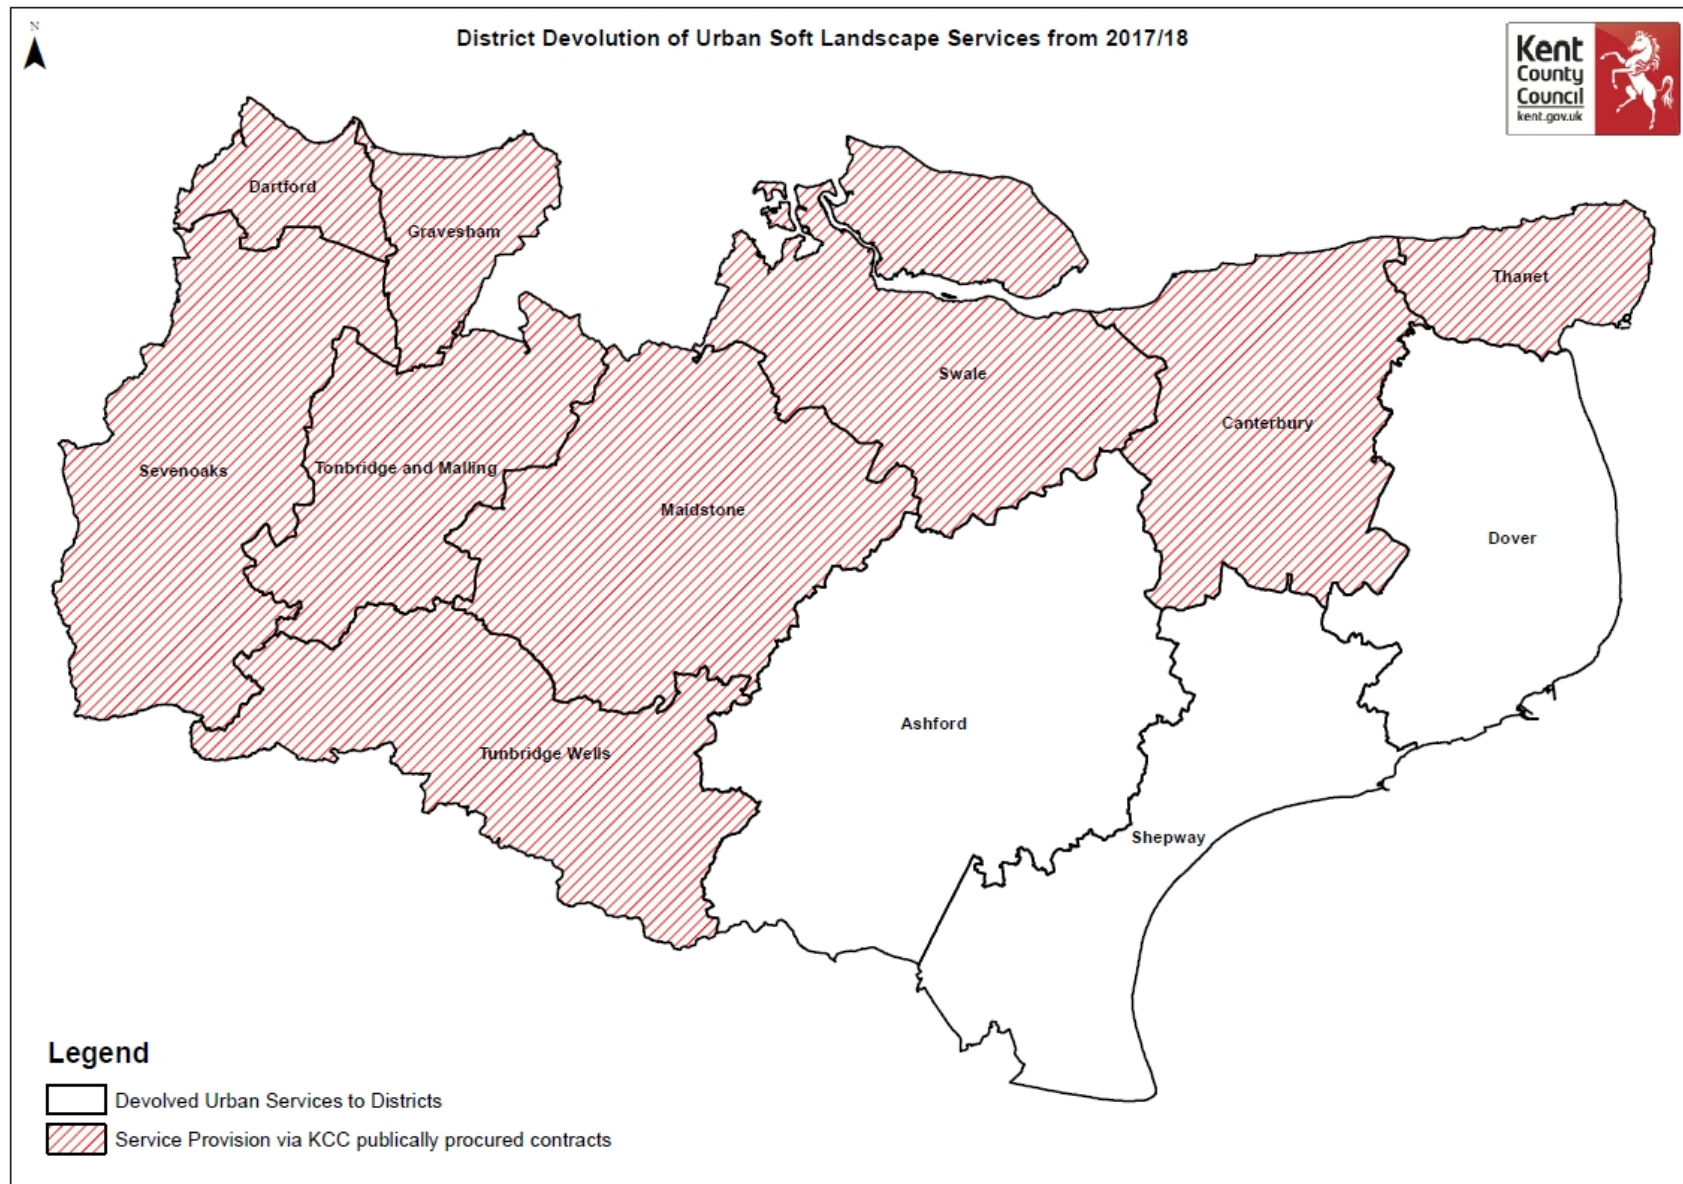 N
District Devolution of Urban Soft Landscape Services from 2017/18
Kent
County
Council
kent.gov.uk
Dartford
Gravesham
Thanet
Swale
Canterbury
Sevenoaks
Tonbridge and Malling
Maidstone
Dover
Ashford
Tunbridge Wells
Shepway
Legend
Devolved Urban Services to Districts
Service Provision via KCC publically procured contracts